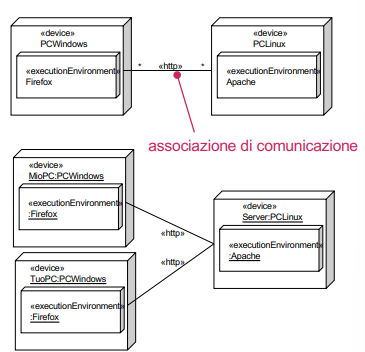 «device»
PCWindows
«executionEnvironment»
Firefox
*
«http»
*
«device»
PCLinux
«executionEnvironment»
Apache
associazione di comunicazione
«device»
MioPC:PCWindows
«executionEnvironment»
:Firefox
«http»
«device»
Server:PCLinux
«executionEnvironment»
:Apache
«http»
«device»
TuoPC:PCWindows
«executionEnvironment»
:Firefox